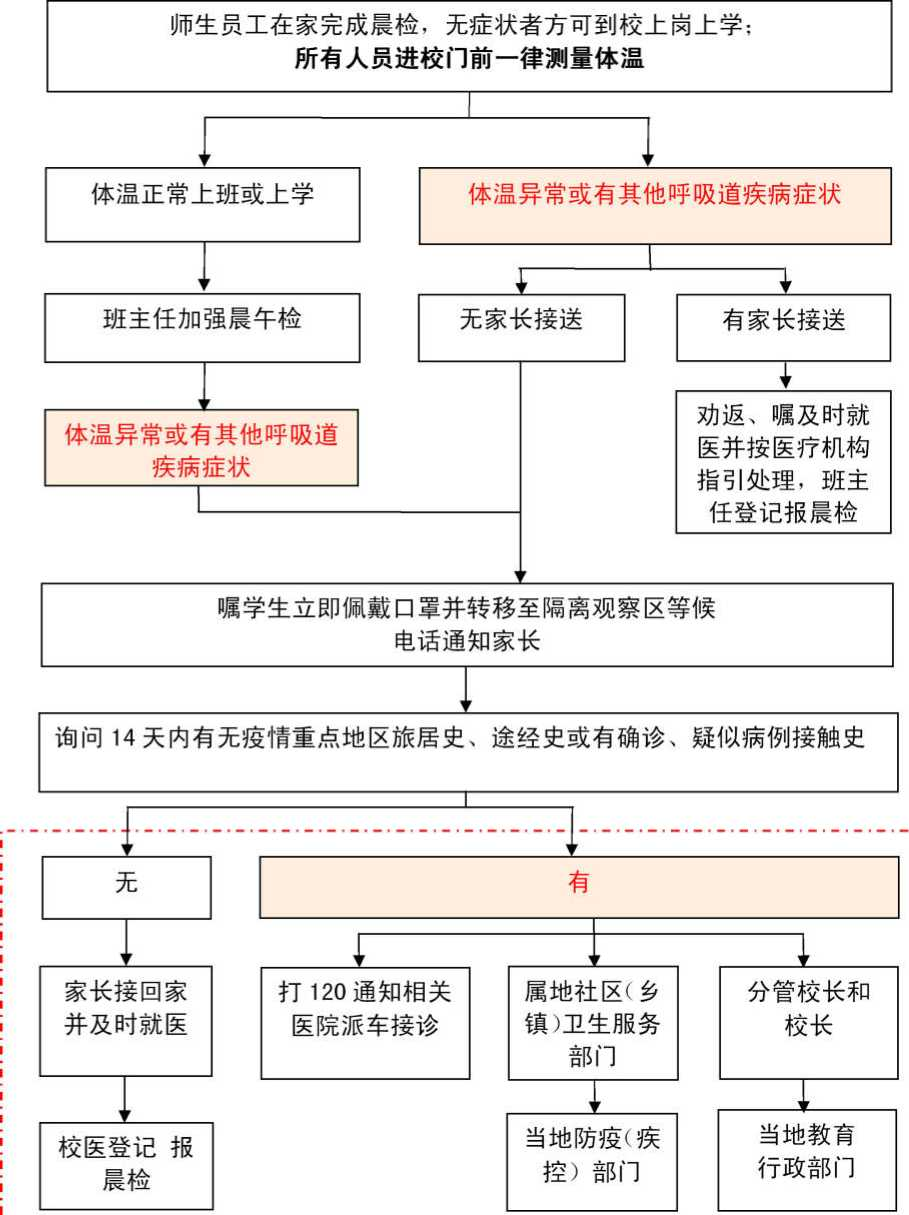 师生员工在家完成晨检，无症状者方可到校上岗上学；
所有人员进校门前一律测量体温
体温正常上班或上学
体温异常或有其他呼吸道疾病症状
班主任加强晨午检
无家长接送
有家长接送
体温异常或有其他呼吸道
疾病症状
劝返、嘱及时就
医并按医疗机构
指引处理，班主
任登记报晨检
嘱学生立即佩戴口罩并转移至隔离观察区等候
电话通知家长
询问 14 天内有无疫情重点地区旅居史、途经史或有确诊、疑似病例接触史
无
有
家长接回家
并及时就医
打 120 通知相关
医院派车接诊
属地社区（乡
镇）卫生服务
部门
分管校长和
校长
校医登记 报
晨检
当地防疫（疾
控）部门
当地教育
行政部门